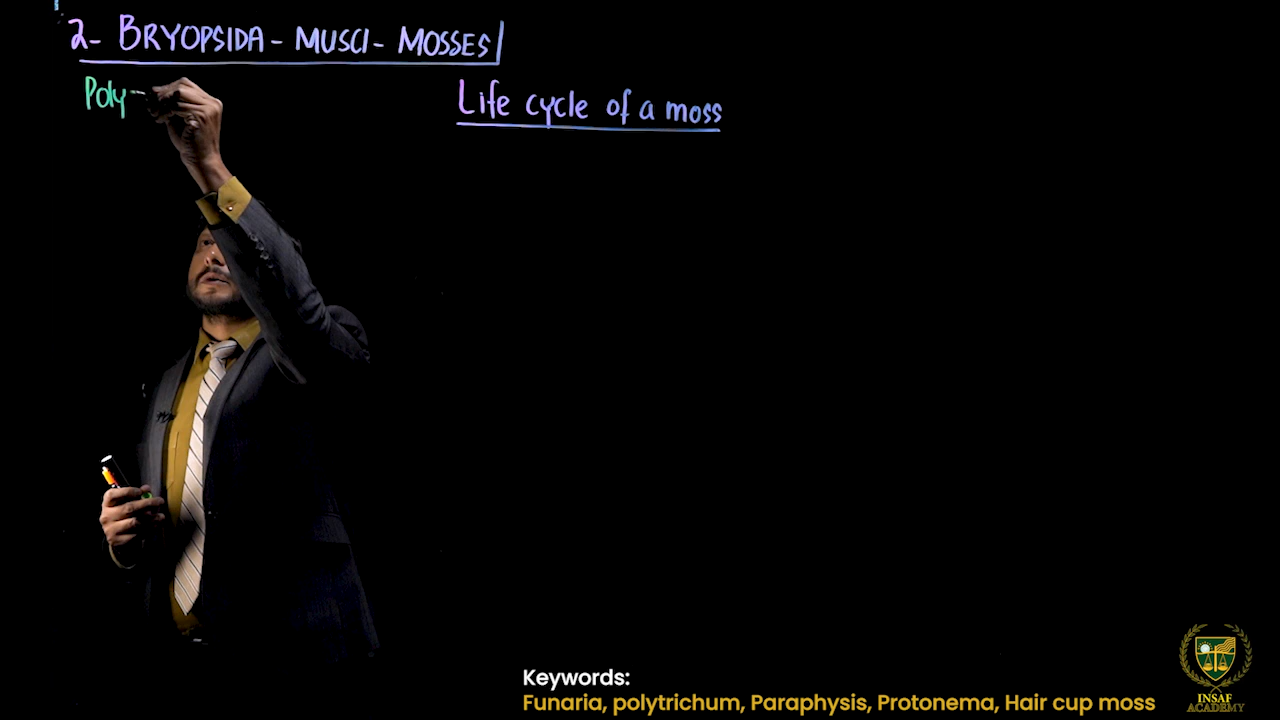 2- BRYOPSIDA - MUSCI - MOSSES
Poly
Life cycle of a moss
Keywords:
Funaria, polytrichum, Paraphysis, Protonema, Hair cup moss
INSAF
ACADEMY